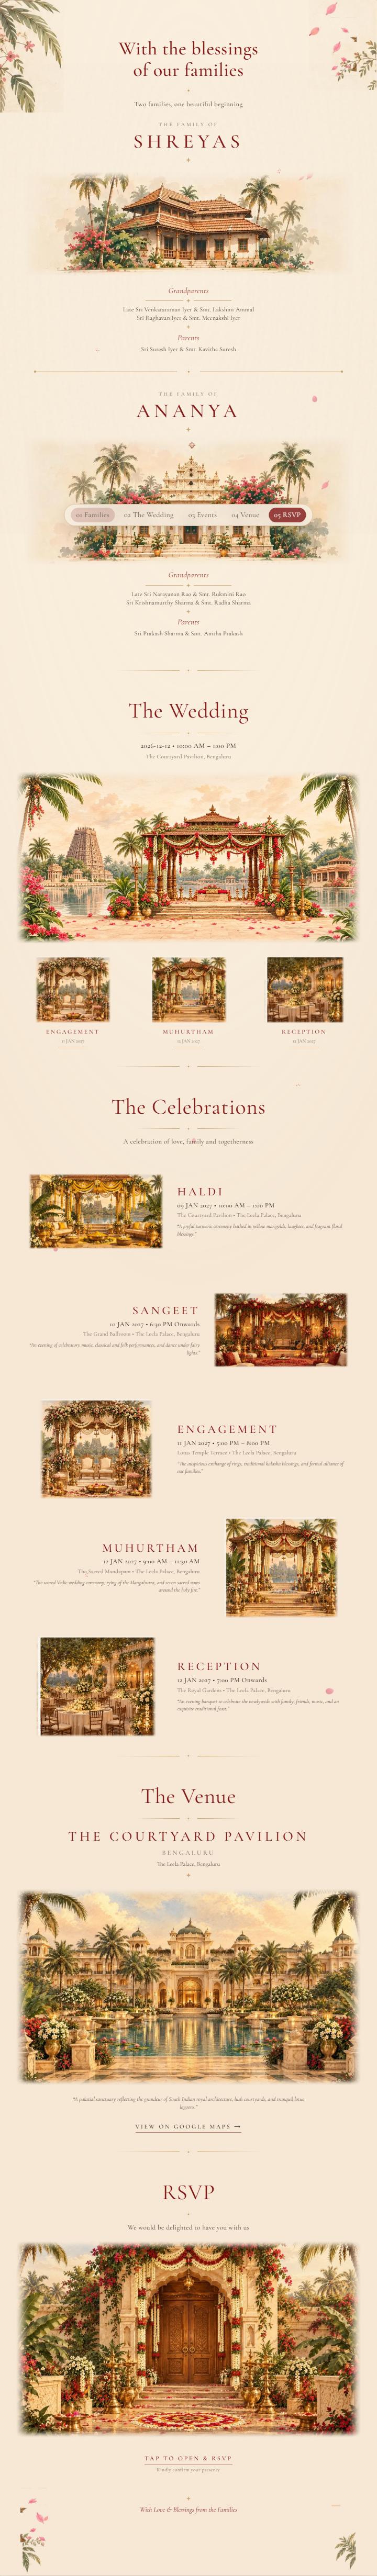 With the blessings
of our families
Two families, one beautiful beginning
THE FAMILY OF
SHREYAS
Grandparents
Late Sri Venkataraman Iyer & Smt. Lakshmi Ammal
Sri Raghavan Iyer & Smt. Meenakshi Iyer
Parents
Sri Suresh Iyer & Smt. Kavitha Suresh
THE FAMILY OF
ANANYA
01 Families 02 The Wedding 03 Events 04 Venue 05 RSVP
Grandparents
Late Sri Narayanan Rao & Smt. Rukmini Rao
Sri Krishnamurthy Sharma & Smt. Radha Sharma
Parents
Sri Prakash Sharma & Smt. Anitha Prakash
The Wedding
2026-12-12 • 10:00 AM – 1:00 PM
The Courtyard Pavilion, Bengaluru
ENGAGEMENT
11 JAN 2027
MUHURTHAM
12 JAN 2027
RECEPTION
12 JAN 2027
The Celebrations
A celebration of love, family and togetherness
HALDI
09 JAN 2027 • 10:00 AM – 1:00 PM
The Courtyard Pavilion • The Leela Palace, Bengaluru
"A joyful turmeric ceremony bathed in yellow marigolds, laughter, and fragrant floral
blessings."
SANGEET
10 JAN 2027 • 6:30 PM Onwards
The Grand Ballroom • The Leela Palace, Bengaluru
"An evening of celebratory music, classical and folk performances, and dance under fairy
lights."
ENGAGEMENT
11 JAN 2027 • 5:00 PM – 8:00 PM
Lotus Temple Terrace • The Leela Palace, Bengaluru
"The auspicious exchange of rings, traditional kalasha blessings, and formal alliance of
our families."
MUHURTHAM
12 JAN 2027 • 9:00 AM – 11:30 AM
The Sacred Mandapam • The Leela Palace, Bengaluru
"The sacred Vedic wedding ceremony, tying of the Mangalsutra, and seven sacred vows
around the holy fire."
RECEPTION
12 JAN 2027 • 7:00 PM Onwards
The Royal Gardens • The Leela Palace, Bengaluru
"An evening banquet to celebrate the newlyweds with family, friends, music, and an
exquisite traditional feast."
The Venue
THE COURTYARD PAVILION
BENGALURU
The Leela Palace, Bengaluru
"A palatial sanctuary reflecting the grandeur of South Indian royal architecture, lush courtyards, and tranquil lotus
lagoons."
VIEW ON GOOGLE MAPS →
RSVP
We would be delighted to have you with us
TAP TO OPEN & RSVP
Kindly confirm your presence
With Love & Blessings from the Families